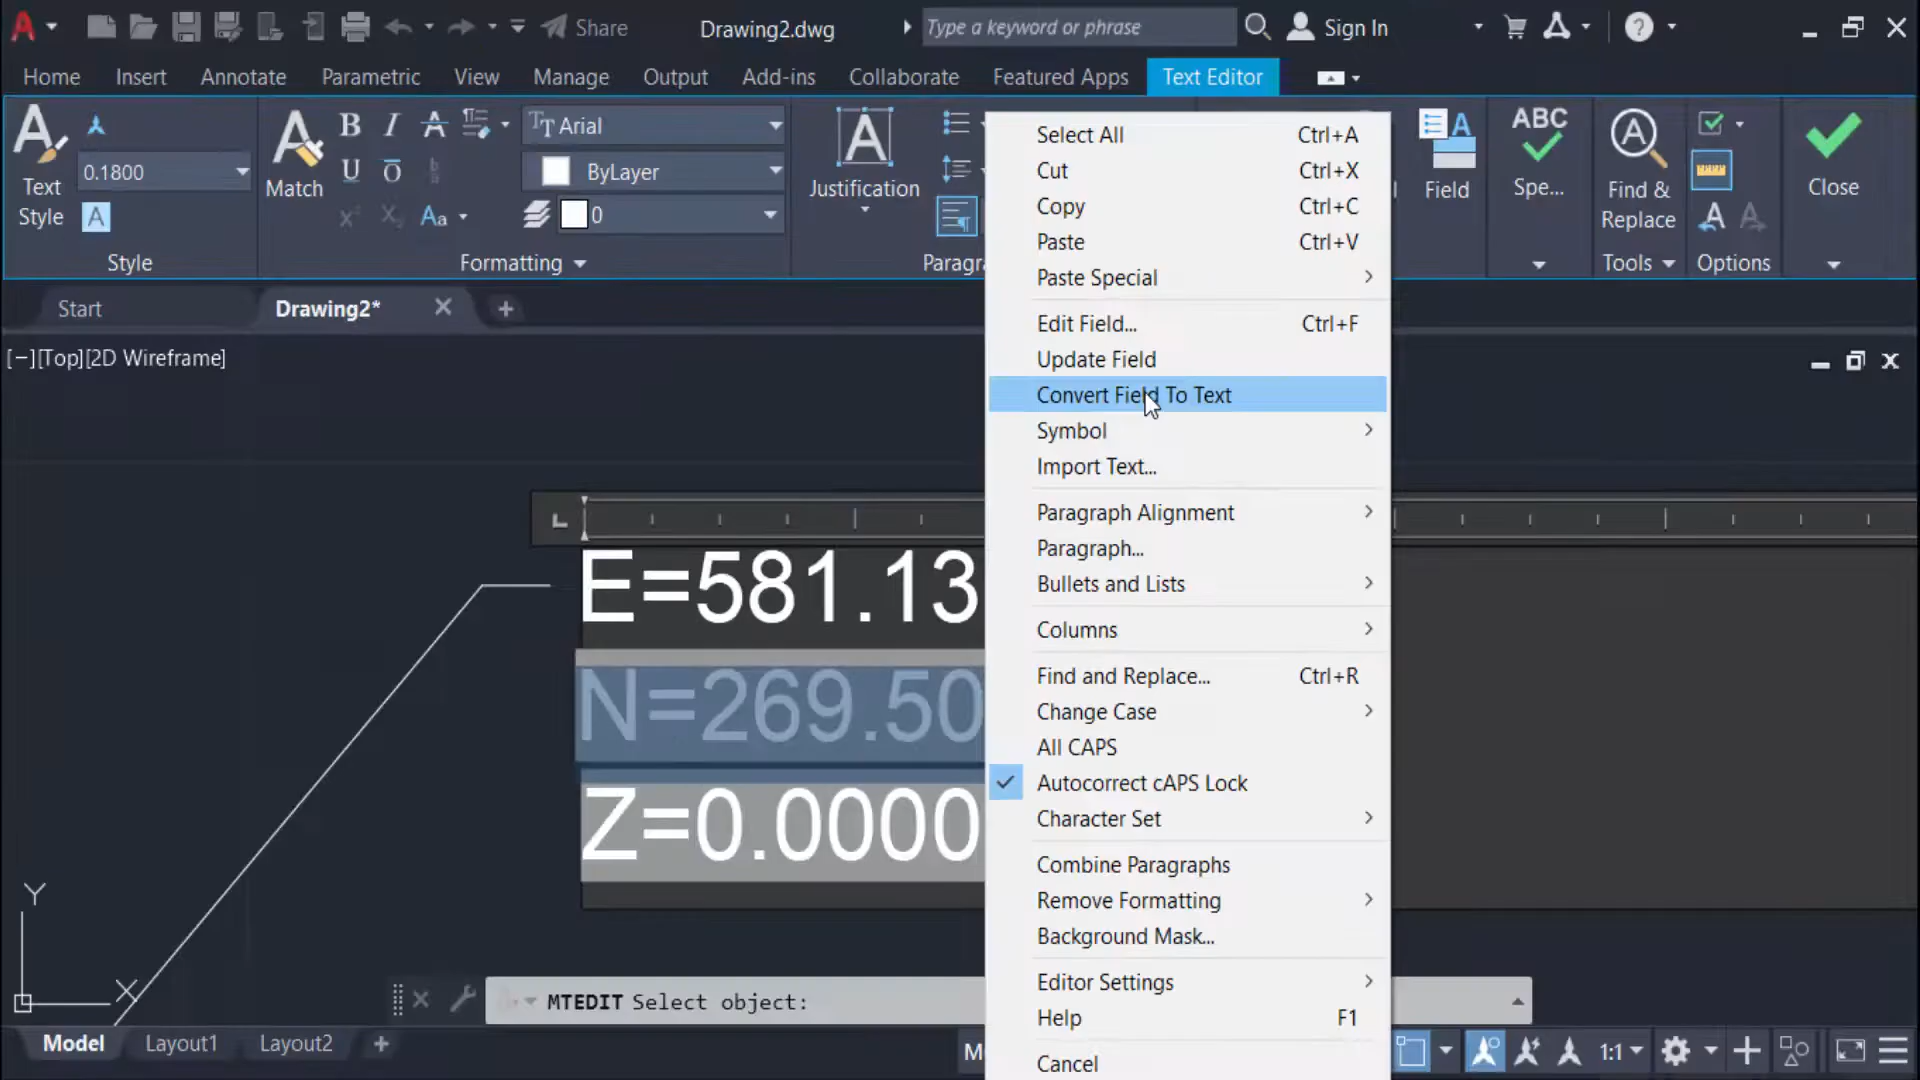 Share
Drawing2.dwg
Type a keyword or phrase
Sign In
Home
Insert
Annotate
Parametric
View
Manage
Output
Add-ins
Collaborate
Featured Apps
Text Editor
Text
Style
0.1800
Style
Match
Arial
ByLayer
0
Formatting
Justification
Field
ABC
Spe...
Find &
Replace
Tools
Options
Close
Start
Drawing2*
[−][Top][2D Wireframe]
Select All Ctrl+A
Cut Ctrl+X
Copy Ctrl+C
Paste Ctrl+V
Paste Special
Edit Field... Ctrl+F
Update Field
Convert Field To Text
Symbol
Import Text...
Paragraph Alignment
Paragraph...
Bullets and Lists
Columns
Find and Replace... Ctrl+R
Change Case
All CAPS
Autocorrect cAPS Lock
Character Set
Combine Paragraphs
Remove Formatting
Background Mask...
Editor Settings
Help F1
Cancel
E=581.13
N=269.50
Z=0.0000
Y
X
MTEDIT Select object:
Model
Layout1
Layout2
1:1